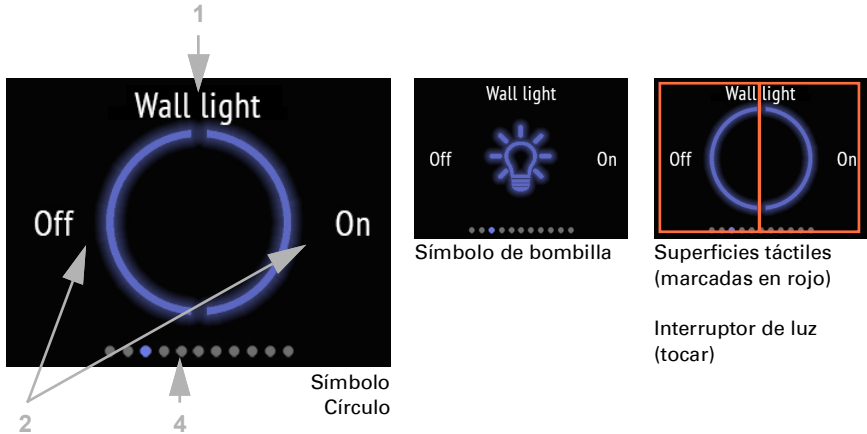 1
Wall light
Off
On
2
4
Símbolo
Círculo
Wall light
Off
On
Símbolo de bombilla
Wall light
Off
On
Superficies táctiles
(marcadas en rojo)
Interruptor de luz
(tocar)